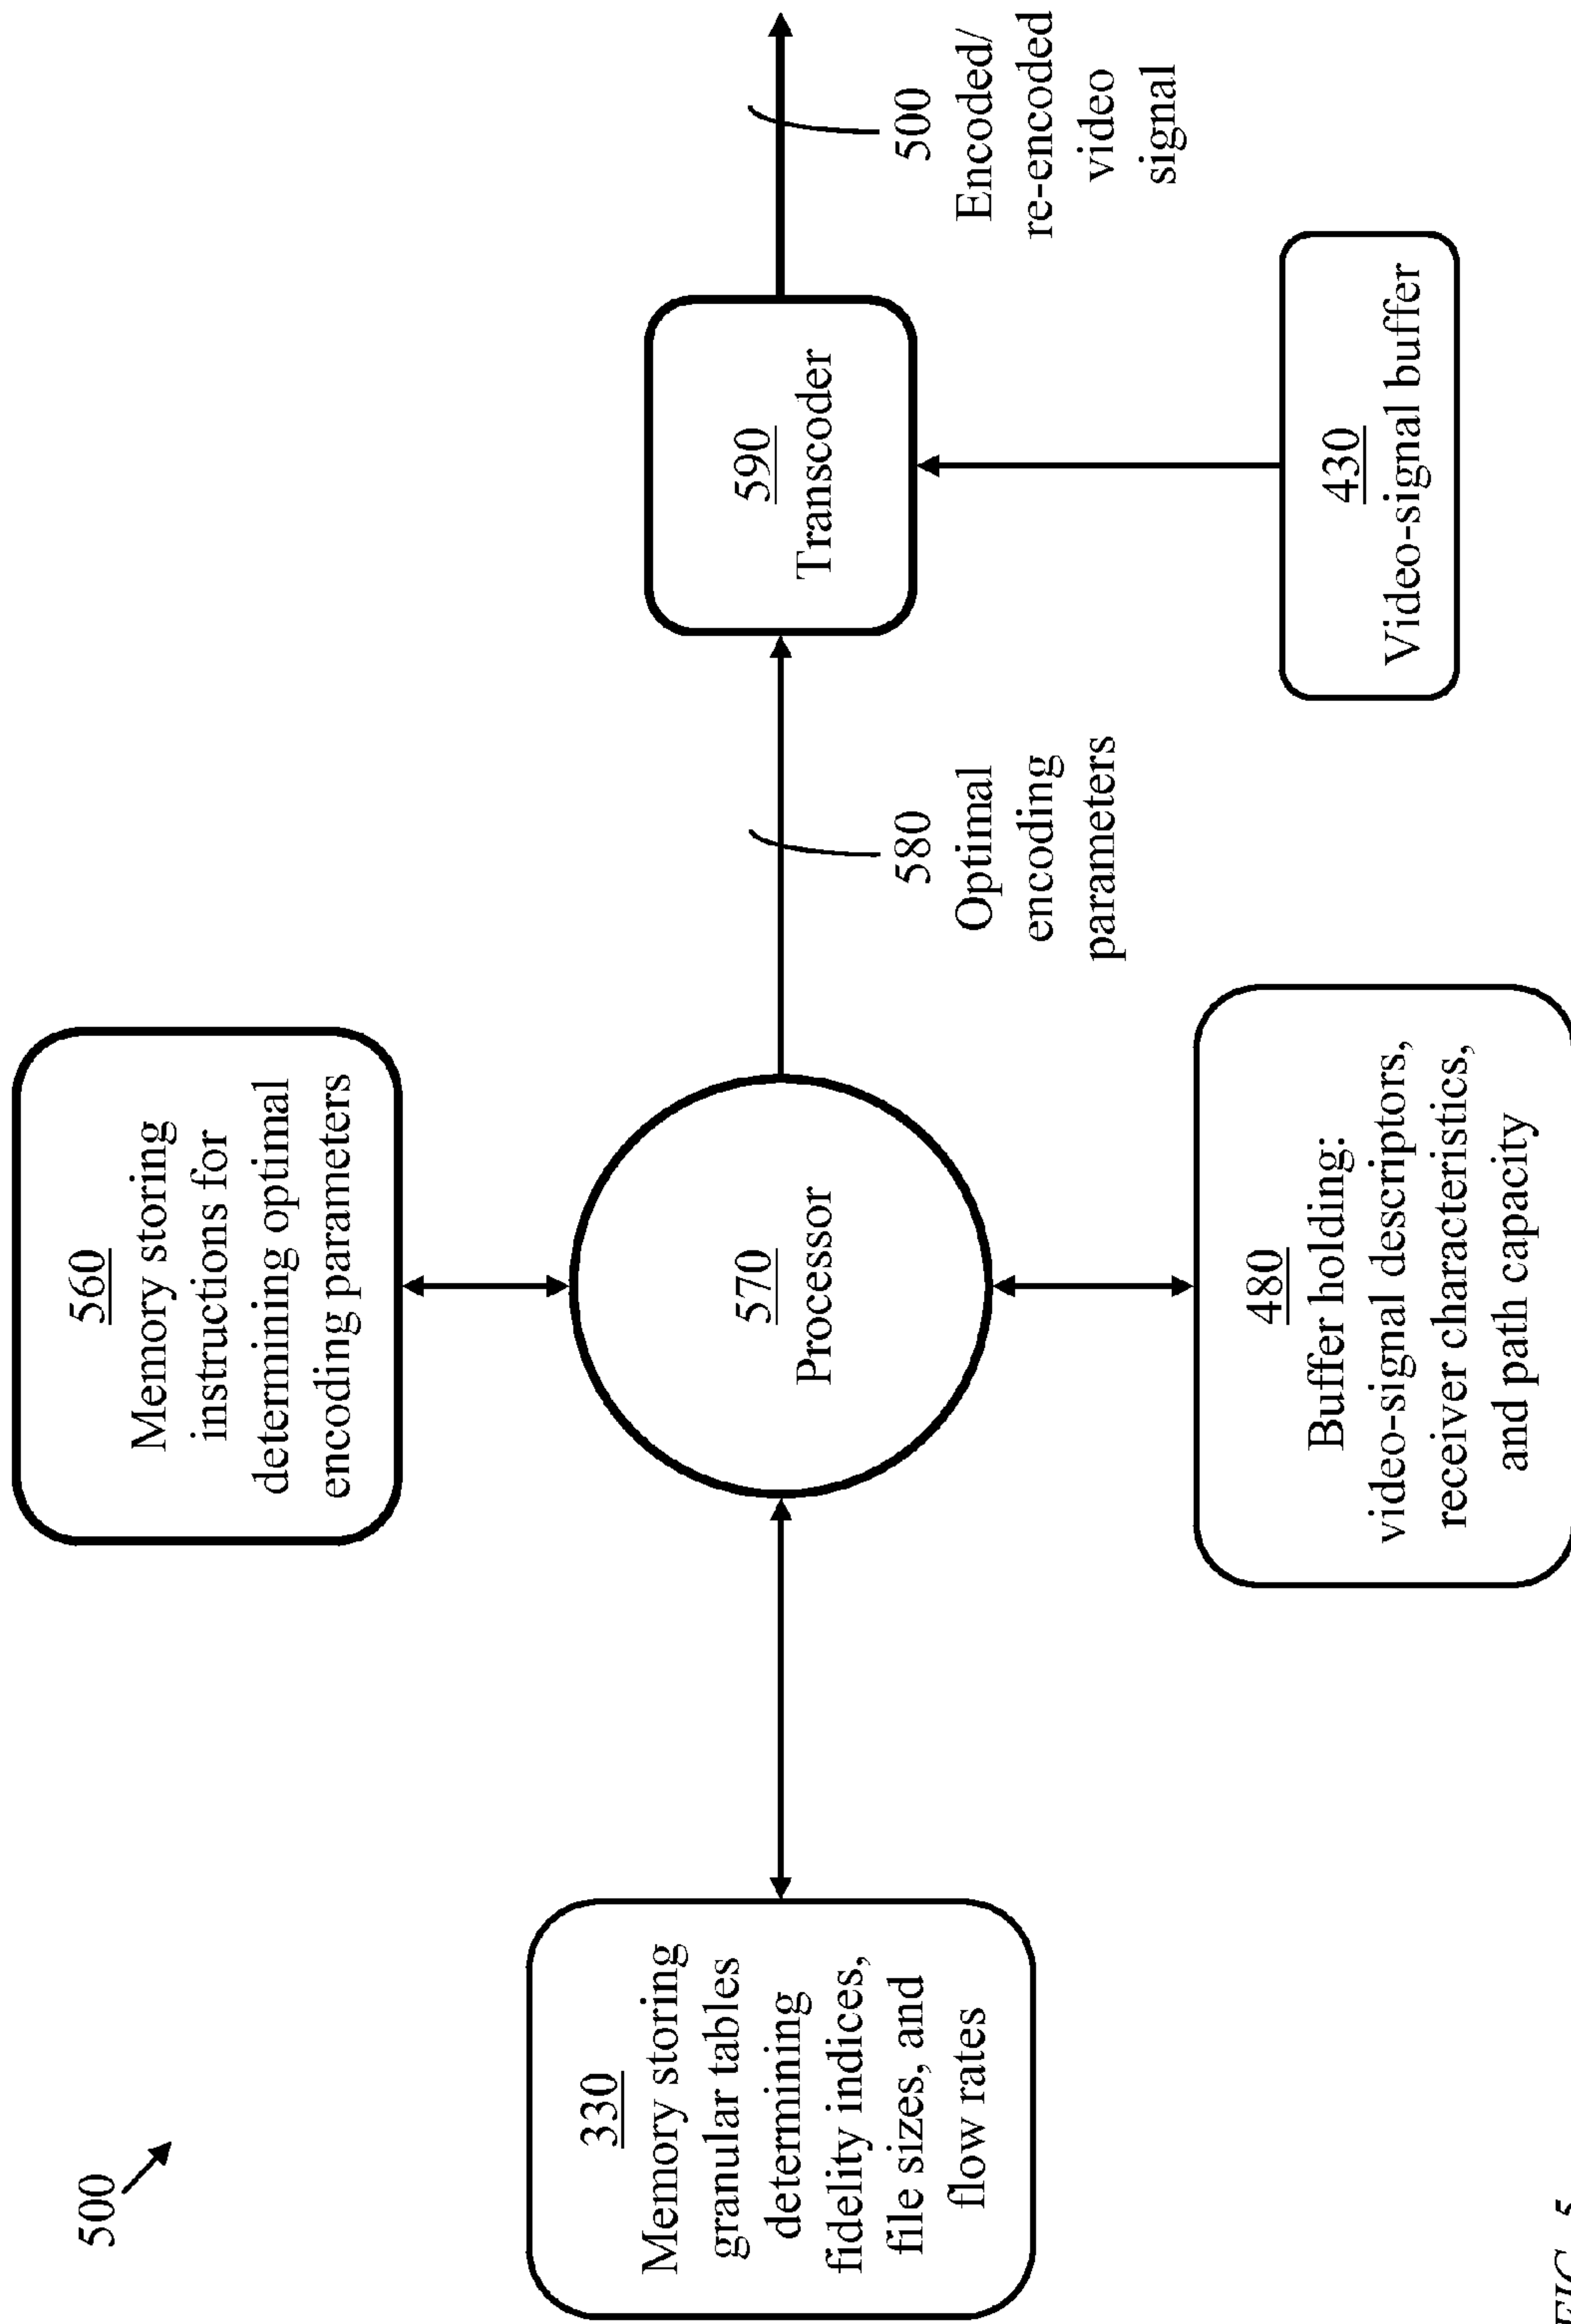 500
560
Memory storing
instructions for
determining optimal
encoding parameters
330
Memory storing
granular tables
determining
fidelity indices,
file sizes, and
flow rates
570
Processor
580
Optimal
encoding
parameters
590
Transcoder
500
Encoded/
re-encoded
video
signal
480
Buffer holding:
video-signal descriptors,
receiver characteristics,
and path capacity
430
Video-signal buffer
FIG. 5